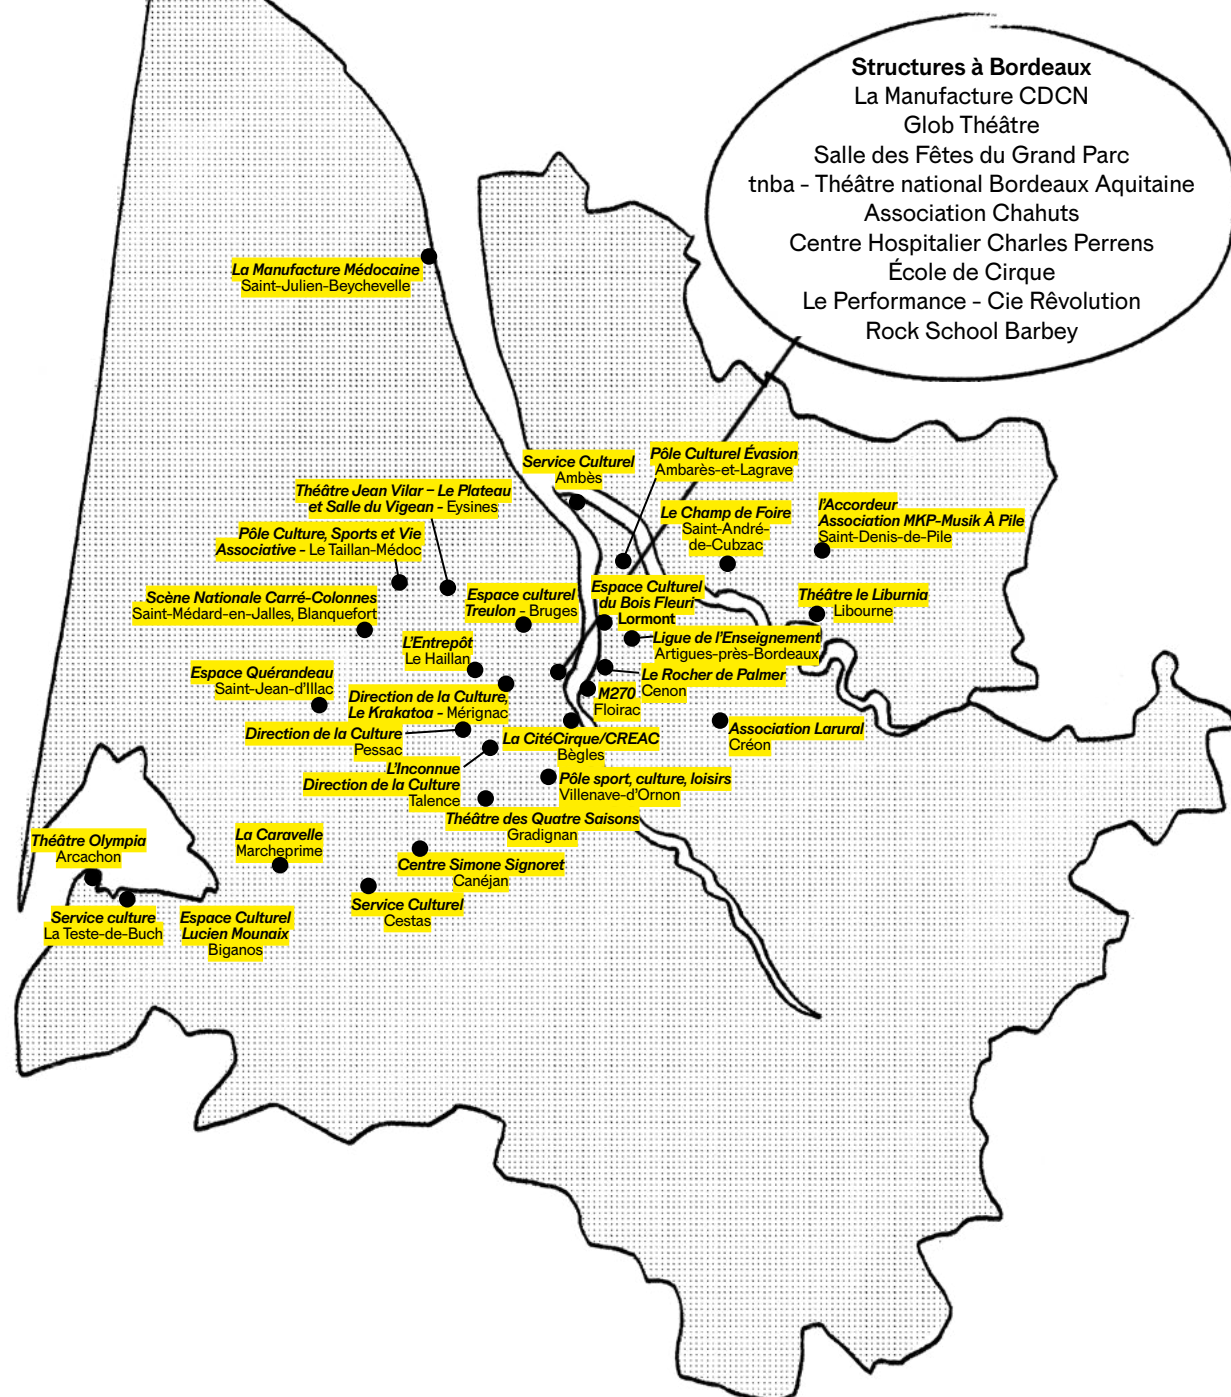 Structures à Bordeaux
La Manufacture CDCN
Glob Théâtre
Salle des Fêtes du Grand Parc
tnba - Théâtre national Bordeaux Aquitaine
Association Chahuts
Centre Hospitalier Charles Perrens
École de Cirque
Le Performance - Cie Rêvolution
Rock School Barbey
La Manufacture Médocaine
Saint-Julien-Beychevelle
Service Culturel
Ambès
Pôle Culturel Évasion
Ambarès-et-Lagrave
Théâtre Jean Vilar – Le Plateau
et Salle du Vigean - Eysines
Le Champ de Foire
Saint-André-
de-Cubzac
l'Accordeur
Association MKP-Musik À Pile
Saint-Denis-de-Pile
Pôle Culture, Sports et Vie
Associative - Le Taillan-Médoc
Scène Nationale Carré-Colonnes
Saint-Médard-en-Jalles, Blanquefort
Espace culturel
Treulon - Bruges
Espace Culturel
du Bois Fleuri
Lormont
Théâtre le Liburnia
Libourne
L'Entrepôt
Le Haillan
Ligue de l'Enseignement
Artigues-près-Bordeaux
Espace Quérandeau
Saint-Jean-d'Illac
Le Rocher de Palmer
Cenon
Direction de la Culture,
Le Krakatoa - Mérignac
M270
Floirac
Direction de la Culture
Pessac
La CitéCirque/CREAC
Bègles
Association Larural
Créon
L'Inconnue
Direction de la Culture
Talence
Pôle sport, culture, loisirs
Villenave-d'Ornon
Théâtre des Quatre Saisons
Gradignan
Théâtre Olympia
Arcachon
La Caravelle
Marcheprime
Centre Simone Signoret
Canéjan
Service Culturel
Cestas
Service culture
La Teste-de-Buch
Espace Culturel
Lucien Mounaix
Biganos